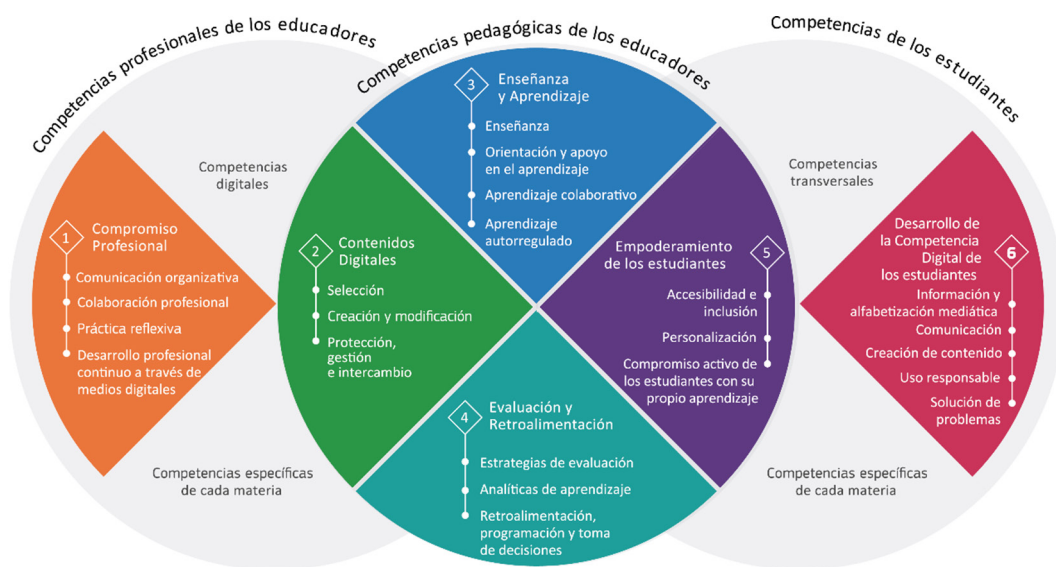 Competencias profesionales de los educadores
Competencias pedagógicas de los educadores
Competencias de los estudiantes
Competencias
digitales
1
Compromiso
Profesional
Comunicación organizativa
Colaboración profesional
Práctica reflexiva
Desarrollo profesional
continuo a través de
medios digitales
Competencias específicas
de cada materia
2
Contenidos
Digitales
Selección
Creación y modificación
Protección,
gestión
e intercambio
3
Enseñanza
y Aprendizaje
Enseñanza
Orientación y apoyo
en el aprendizaje
Aprendizaje colaborativo
Aprendizaje
autorregulado
4
Evaluación y
Retroalimentación
Estrategias de evaluación
Analíticas de aprendizaje
Retroalimentación,
programación y toma
de decisiones
5
Empoderamiento
de los estudiantes
Accesibilidad e
inclusión
Personalización
Compromiso activo de
los estudiantes con su
propio aprendizaje
Competencias
transversales
6
Desarrollo de
la Competencia
Digital de
los estudiantes
Información y
alfabetización mediática
Comunicación
Creación de contenido
Uso responsable
Solución de
problemas
Competencias específicas
de cada materia